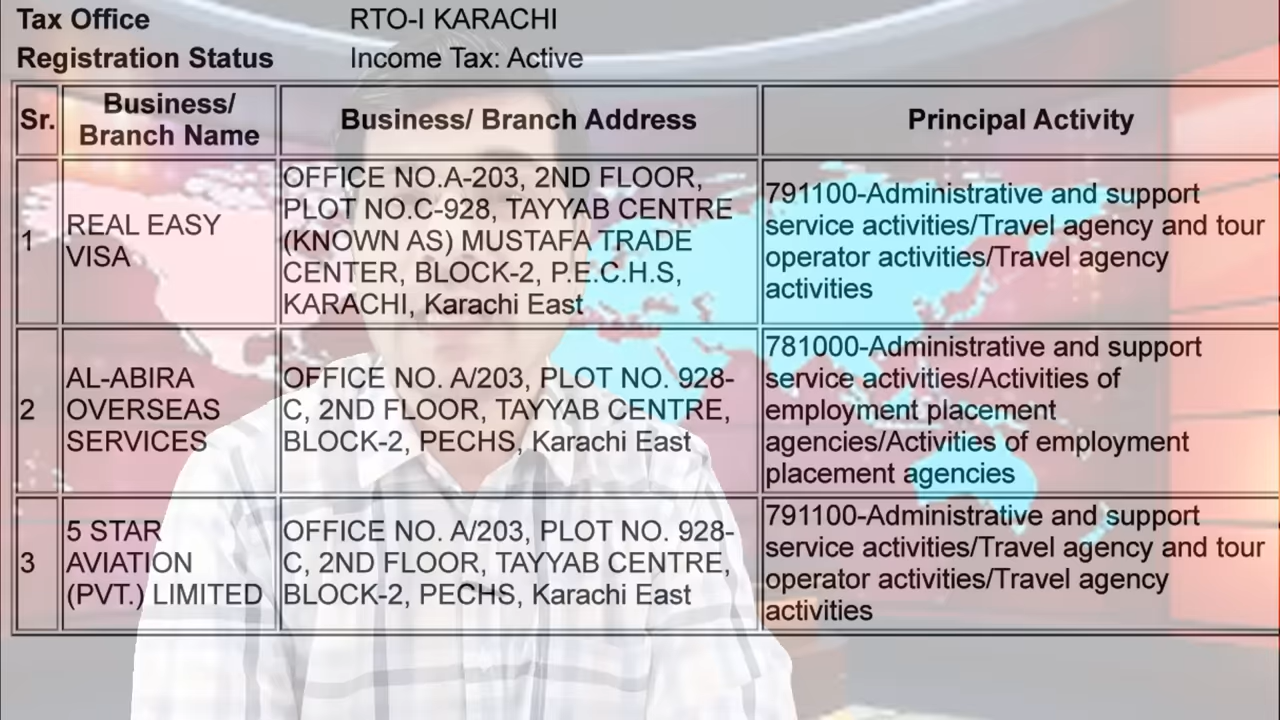 Tax Office RTO-I KARACHI
Registration Status Income Tax: Active
Sr. Business/ Branch Name Business/ Branch Address Principal Activity
1
REAL EASY
VISA
OFFICE NO.A-203, 2ND FLOOR,
PLOT NO.C-928, TAYYAB CENTRE
(KNOWN AS) MUSTAFA TRADE
CENTER, BLOCK-2, P.E.C.H.S,
KARACHI, Karachi East
791100-Administrative and support
service activities/Travel agency and tour
operator activities/Travel agency
activities
2
AL-ABIRA
OVERSEAS
SERVICES
OFFICE NO. A/203, PLOT NO. 928-
C, 2ND FLOOR, TAYYAB CENTRE,
BLOCK-2, PECHS, Karachi East
781000-Administrative and support
service activities/Activities of
employment placement
agencies/Activities of employment
placement agencies
3
5 STAR
AVIATION
(PVT.) LIMITED
OFFICE NO. A/203, PLOT NO. 928-
C, 2ND FLOOR, TAYYAB CENTRE,
BLOCK-2, PECHS, Karachi East
791100-Administrative and support
service activities/Travel agency and tour
operator activities/Travel agency
activities